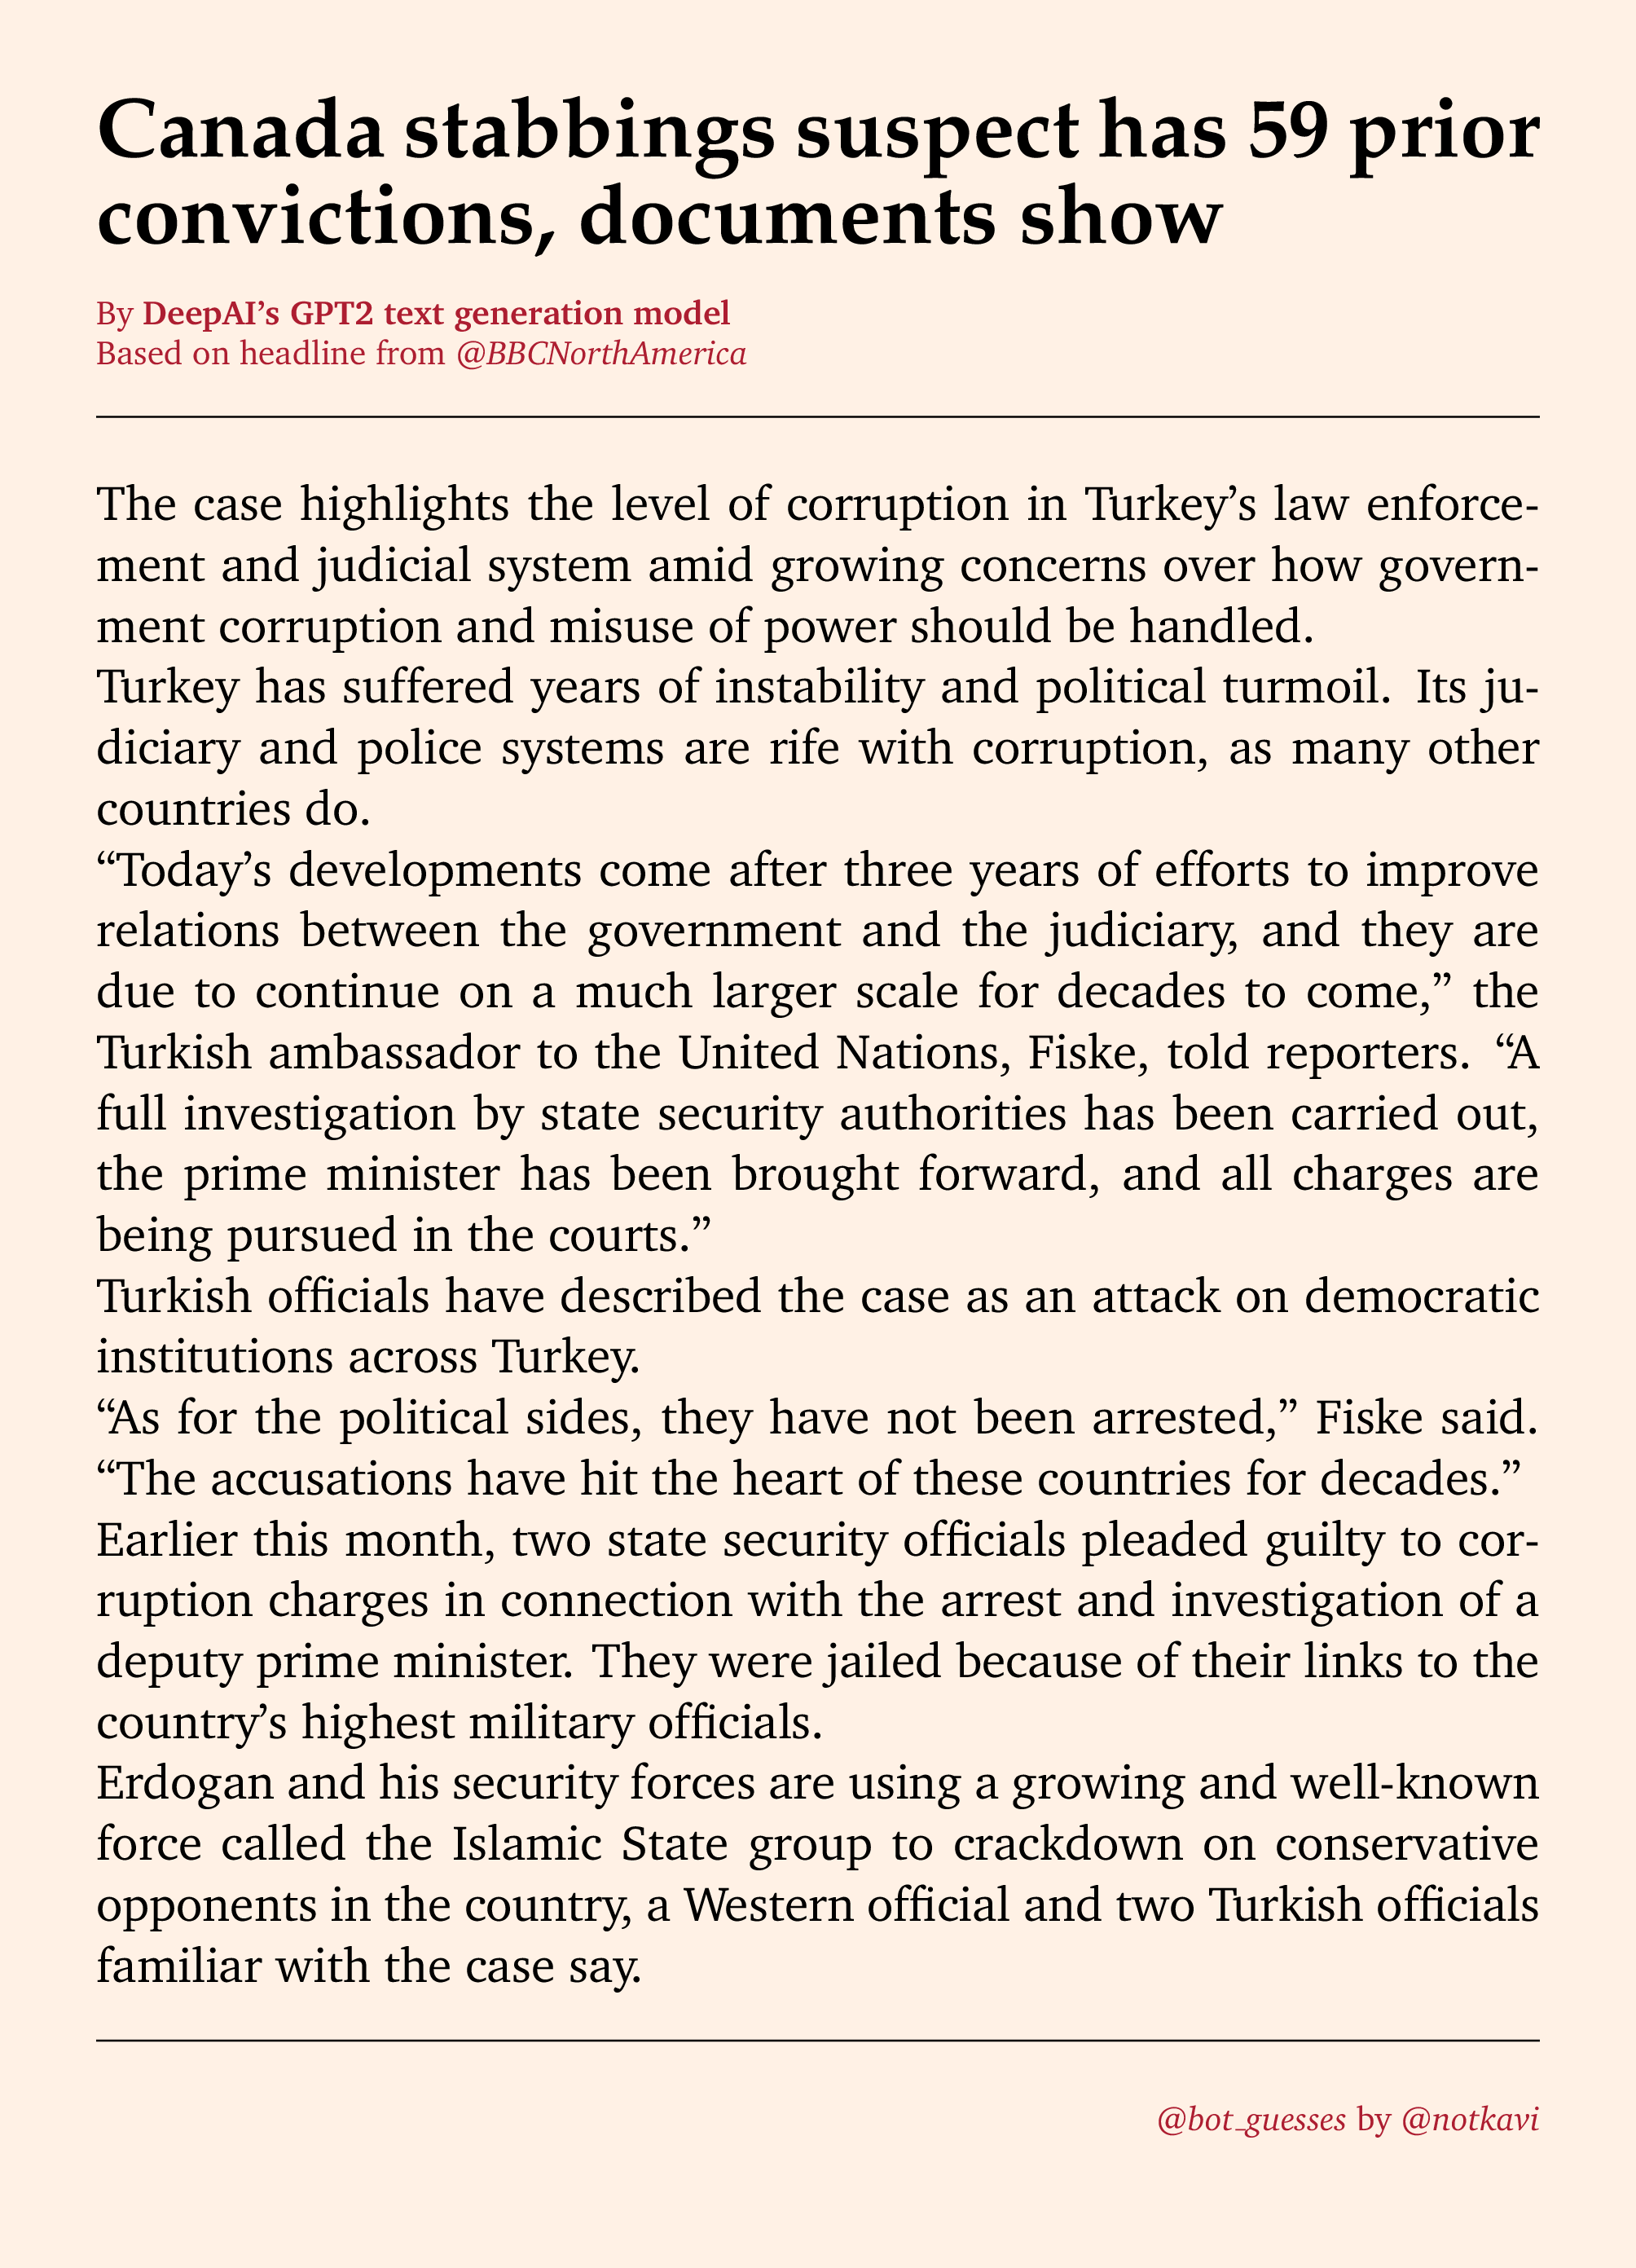 Canada stabbings suspect has 59 prior
convictions, documents show
By DeepAI's GPT2 text generation model
Based on headline from @BBCNorthAmerica
The case highlights the level of corruption in Turkey's law enforce-
ment and judicial system amid growing concerns over how govern-
ment corruption and misuse of power should be handled.
Turkey has suffered years of instability and political turmoil. Its ju-
diciary and police systems are rife with corruption, as many other
countries do.
“Today's developments come after three years of efforts to improve
relations between the government and the judiciary, and they are
due to continue on a much larger scale for decades to come,” the
Turkish ambassador to the United Nations, Fiske, told reporters. “A
full investigation by state security authorities has been carried out,
the prime minister has been brought forward, and all charges are
being pursued in the courts.”
Turkish officials have described the case as an attack on democratic
institutions across Turkey.
“As for the political sides, they have not been arrested,” Fiske said.
“The accusations have hit the heart of these countries for decades.”
Earlier this month, two state security officials pleaded guilty to cor-
ruption charges in connection with the arrest and investigation of a
deputy prime minister. They were jailed because of their links to the
country's highest military officials.
Erdogan and his security forces are using a growing and well-known
force called the Islamic State group to crackdown on conservative
opponents in the country, a Western official and two Turkish officials
familiar with the case say.
@bot_guesses by @notkavi